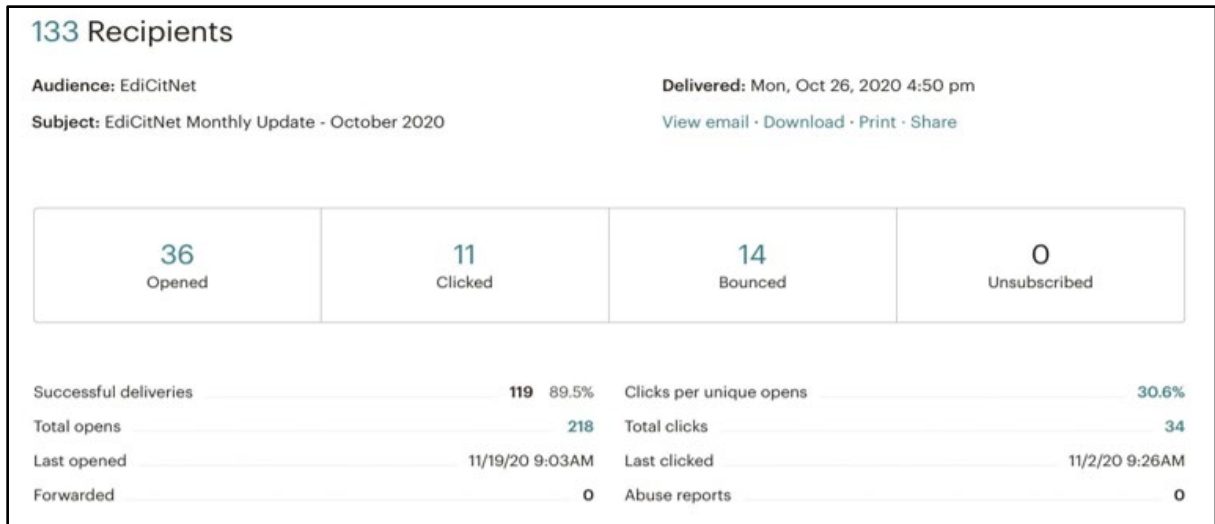 133 Recipients
Audience: EdiCitNet
Delivered: Mon, Oct 26, 2020 4:50 pm
Subject: EdiCitNet Monthly Update - October 2020
View email · Download · Print · Share
36
Opened
11
Clicked
14
Bounced
0
Unsubscribed
Successful deliveries 119 89.5%
Clicks per unique opens 30.6%
Total opens 218
Total clicks 34
Last opened 11/19/20 9:03AM
Last clicked 11/2/20 9:26AM
Forwarded 0
Abuse reports 0